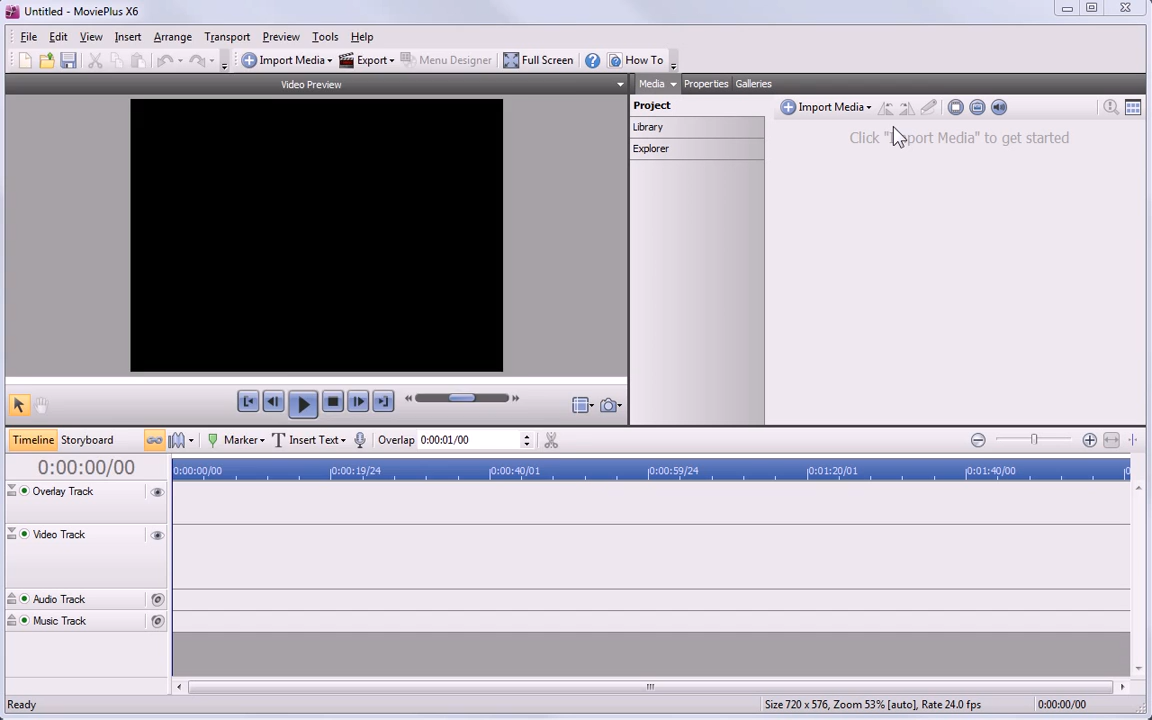 Untitled - MoviePlus X6
File Edit View Insert Arrange Transport Preview Tools Help
Import Media Export Menu Designer Full Screen How To
Video Preview
Media Properties Galleries
Project
Library
Explorer
Import Media
Click "Import Media" to get started
Timeline Storyboard Marker Insert Text Overlap 0:00:01/00
0:00:00/00
0:00:00/00 0:00:19/24 0:00:40/01 0:00:59/24 0:01:20/01 0:01:40/00
Overlay Track
Video Track
Audio Track
Music Track
Ready
Size 720 x 576, Zoom 53% [auto], Rate 24.0 fps
0:00:00/00